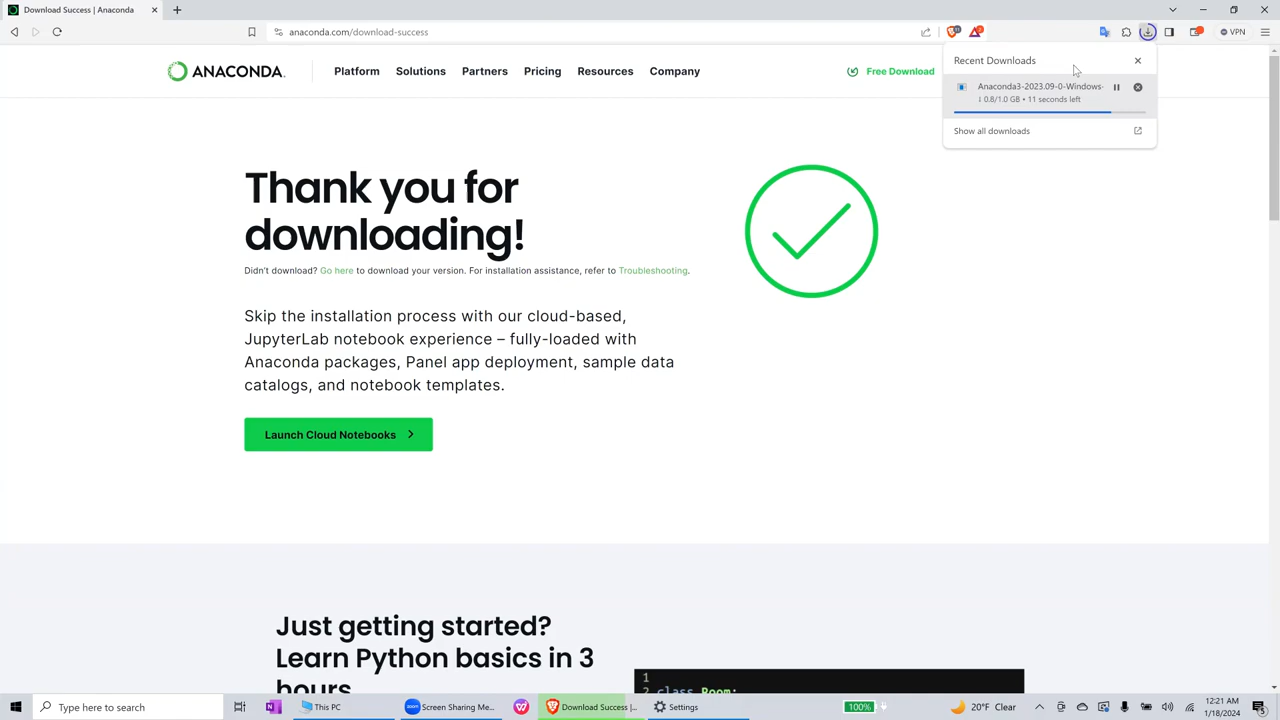 Download Success | Anaconda
anaconda.com/download-success
VPN
ANACONDA.
Platform
Solutions
Partners
Pricing
Resources
Company
Free Download
Recent Downloads
Anaconda3-2023.09-0-Windows-
↓ 0.8/1.0 GB • 11 seconds left
Show all downloads
Thank you for
downloading!
Didn't download? Go here to download your version. For installation assistance, refer to Troubleshooting.
Skip the installation process with our cloud-based,
JupyterLab notebook experience – fully-loaded with
Anaconda packages, Panel app deployment, sample data
catalogs, and notebook templates.
Launch Cloud Notebooks
Just getting started?
Learn Python basics in 3
hours
1
2 class Room:
Type here to search
This PC
Screen Sharing Me...
Download Success |...
Settings
100%
20°F Clear
12:21 AM
1/18/2024